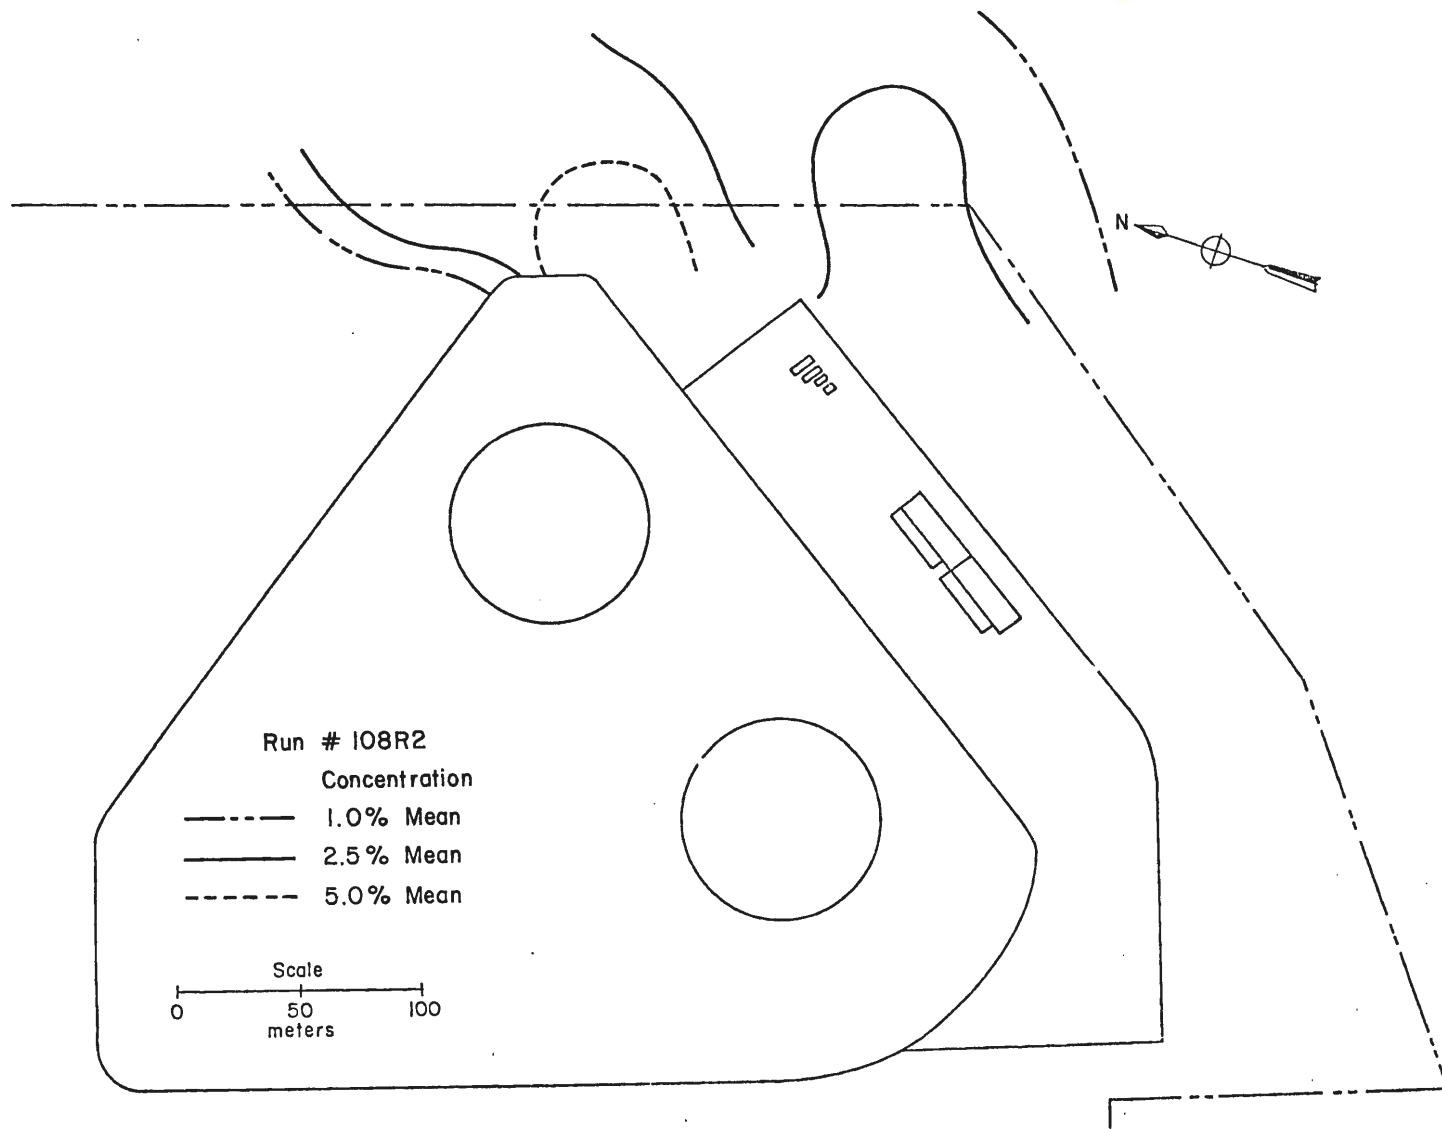 N
Run # 108R2
Concentration
1.0% Mean
2.5% Mean
5.0% Mean
Scale
0 50 100
meters